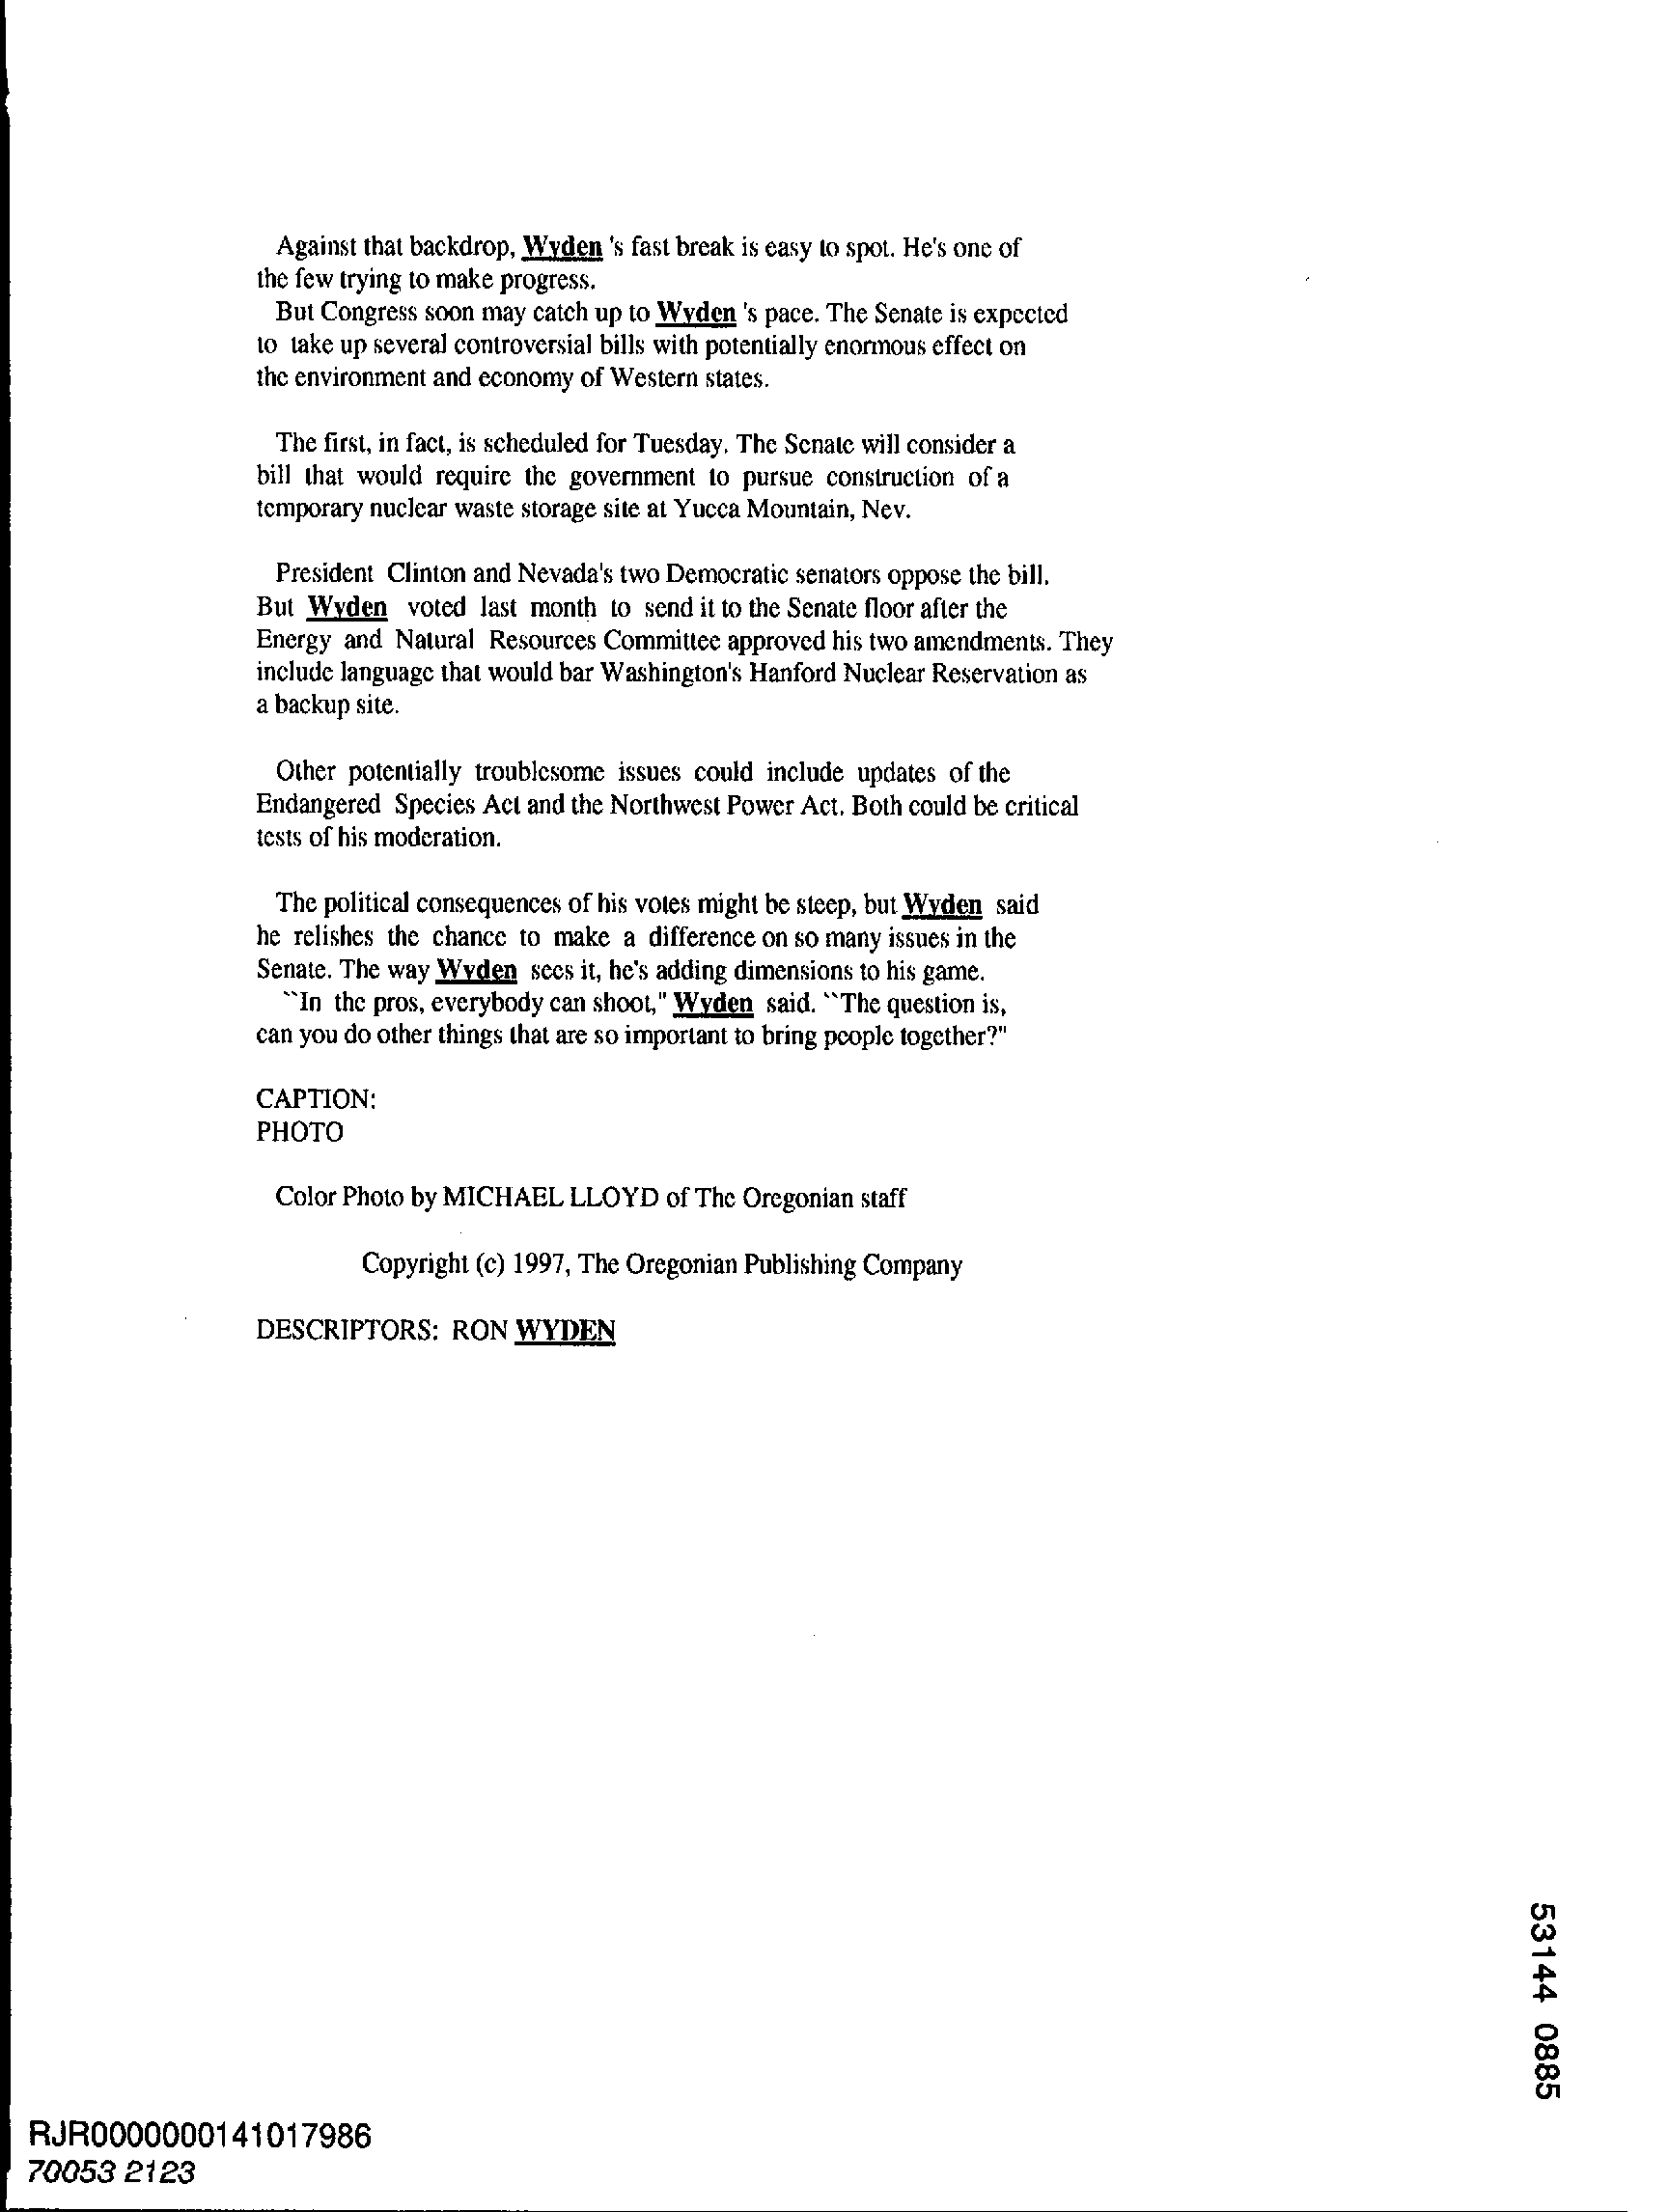 Against that backdrop, Wyden 's fast break is easy to spot. He's one of
the few trying to make progress.
But Congress soon may catch up to Wyden 's pace. The Senate is expected
to take up several controversial bills with potentially enormous effect on
the environment and economy of Western states.
The first, in fact, is scheduled for Tuesday. The Senate will consider a
bill that would require the government to pursue construction of a
temporary nuclear waste storage site at Yucca Mountain, Nev.
President Clinton and Nevada's two Democratic senators oppose the bill.
But Wyden voted last month to send it to the Senate floor after the
Energy and Natural Resources Committee approved his two amendments. They
include language that would bar Washington's Hanford Nuclear Reservation as
a backup site.
Other potentially troublesome issues could include updates of the
Endangered Species Act and the Northwest Power Act. Both could be critical
tests of his moderation.
The political consequences of his votes might be steep, but Wyden said
he relishes the chance to make a difference on so many issues in the
Senate. The way Wyden sees it, he's adding dimensions to his game.
``In the pros, everybody can shoot," Wyden said. ``The question is,
can you do other things that are so important to bring people together?"
CAPTION:
PHOTO
Color Photo by MICHAEL LLOYD of The Oregonian staff
Copyright (c) 1997, The Oregonian Publishing Company
DESCRIPTORS: RON WYDEN
53144 0885
RJR0000000141017986
70053 2123